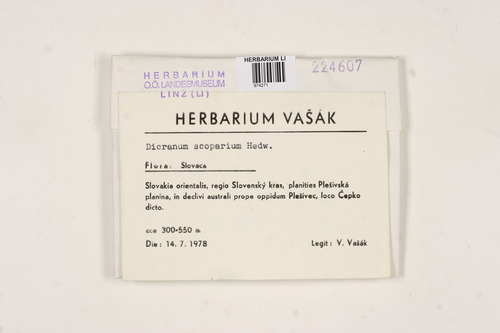 HERBARIUM LI
974271
224607
HERBARIUM
O.Ö. LANDESMUSEUM
LINZ (LI)
HERBARIUM VAŠÁK
Dicranum scoparium Hedw.
Flora: Slovaca
Slovakia orientalis, regio Slovenský kras, planities Plešivská
planina, in declivi australi prope oppidum Plešivec, loco Čepko
dicto.
ccm 300-550 m
Die: 14. 7. 1978
Legit: V. Vašák